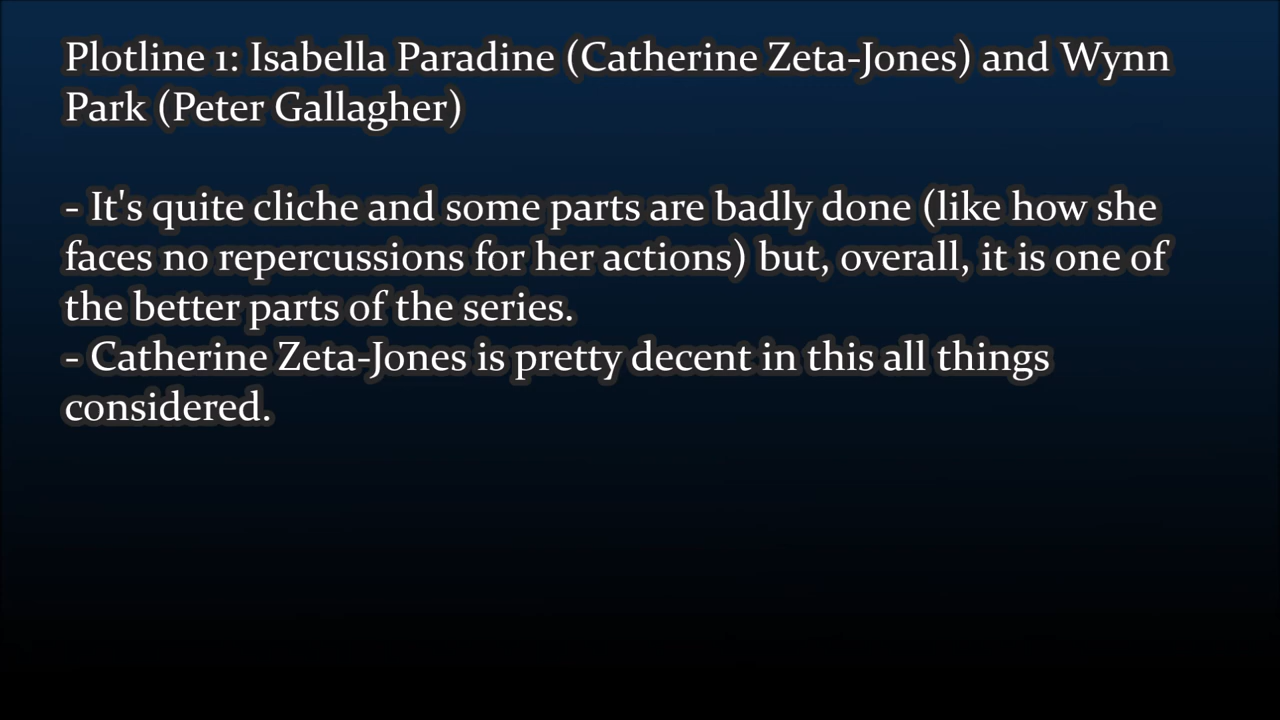 Plotline 1: Isabella Paradine (Catherine Zeta-Jones) and Wynn
Park (Peter Gallagher)
- It's quite cliche and some parts are badly done (like how she
faces no repercussions for her actions) but, overall, it is one of
the better parts of the series.
- Catherine Zeta-Jones is pretty decent in this all things
considered.